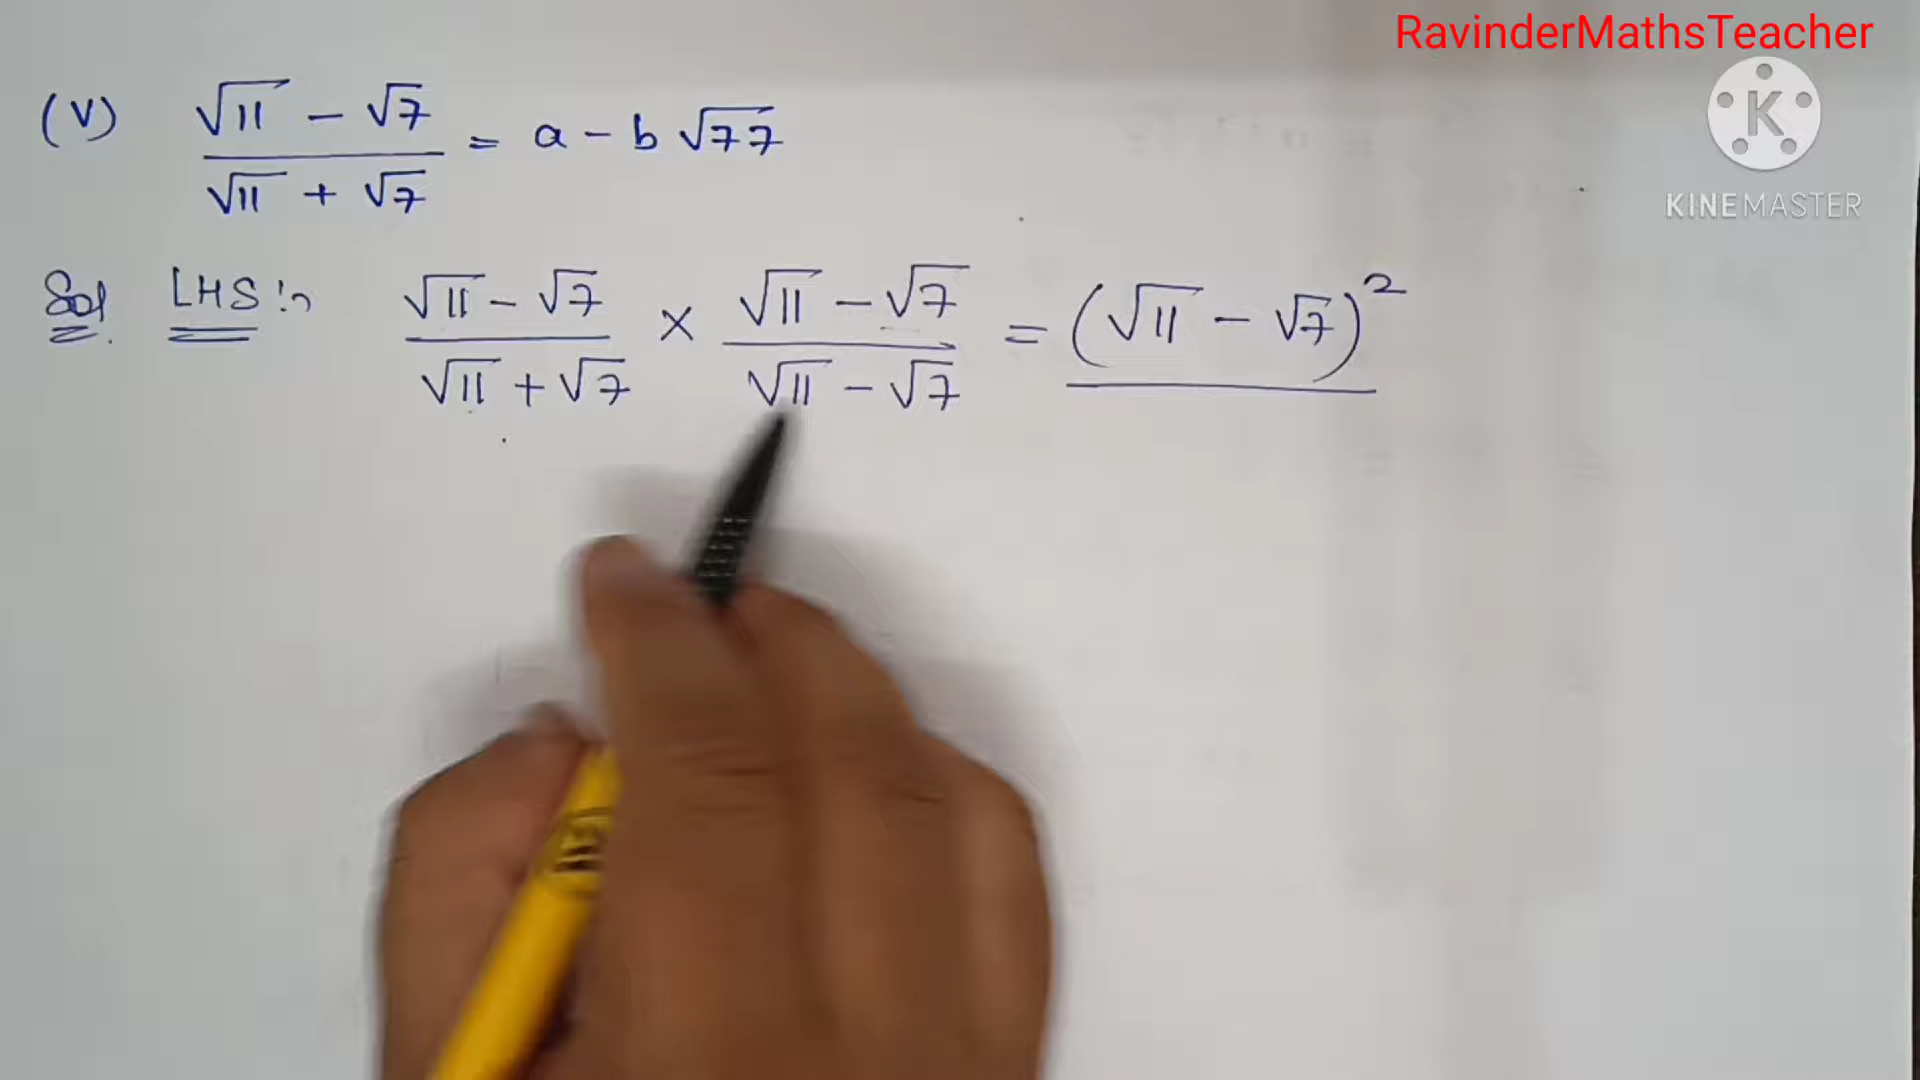 RavinderMathsTeacher
K
KINEMASTER
(V) (√11 - √7)/(√11 + √7) = a - b √77
Sol LHS :- (√11 - √7)/(√11 + √7) × (√11 - √7)/(√11 - √7) = (√11 - √7)²